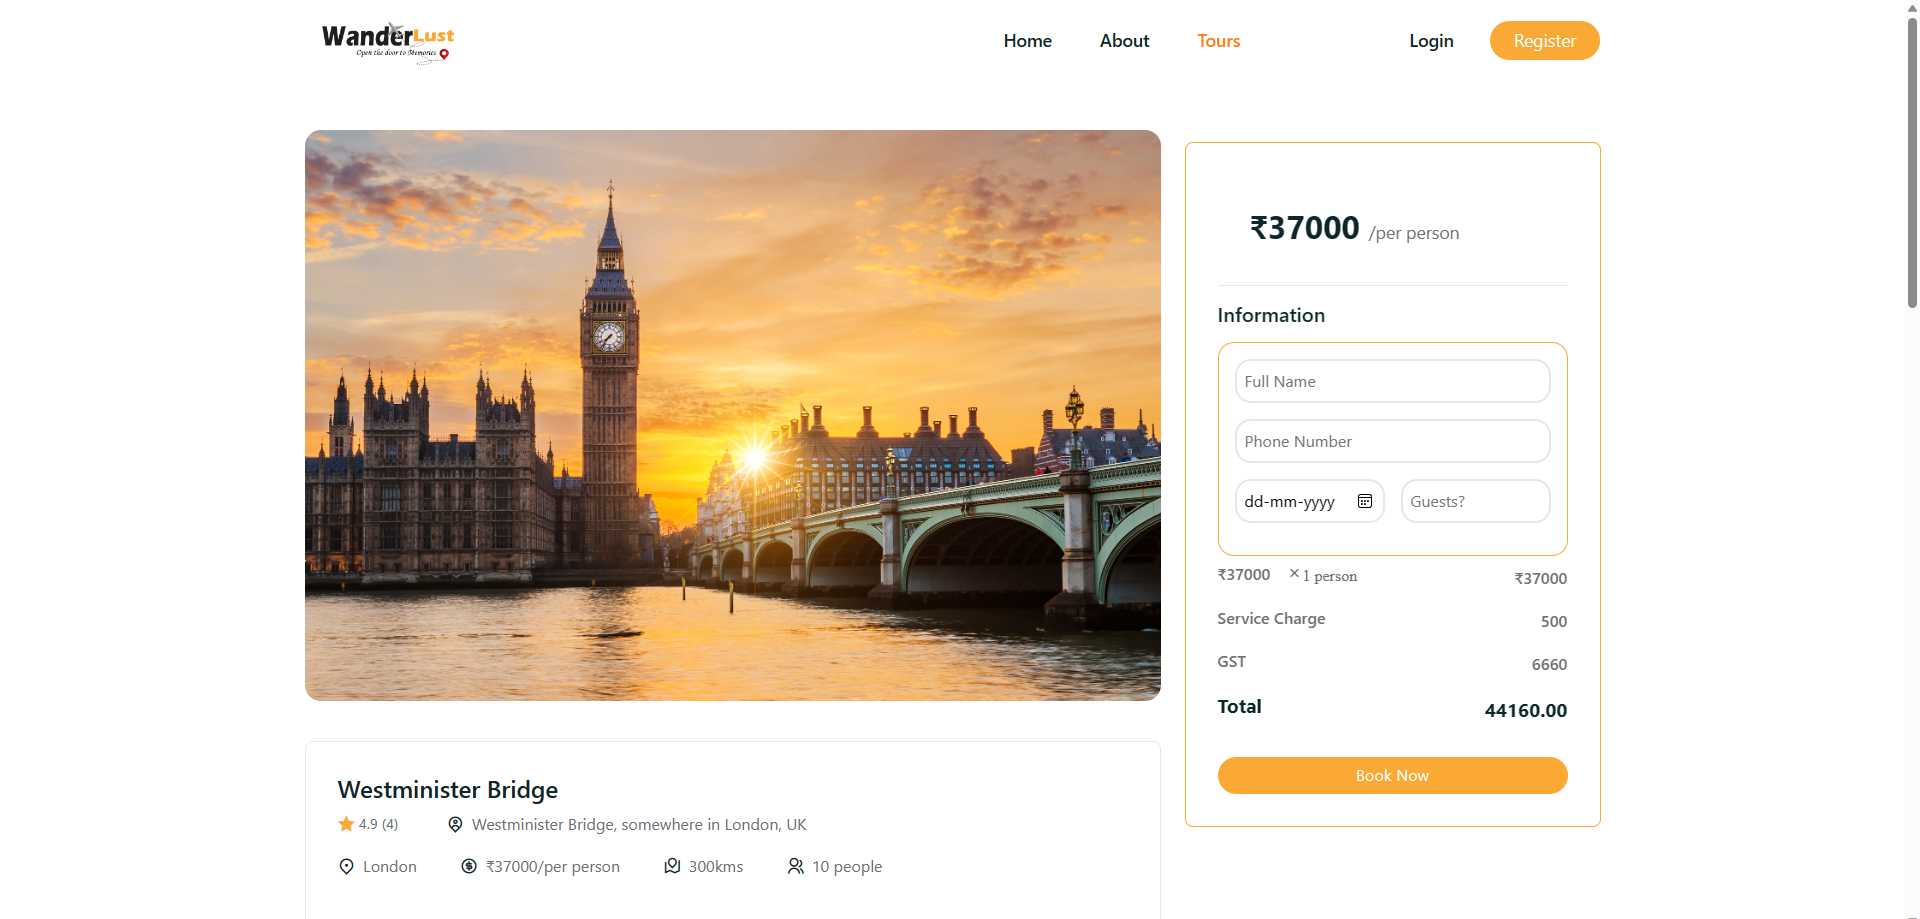 WanderLust
Open the door to Memories
Home About Tours Login Register
₹37000 /per person
Information
Full Name
Phone Number
dd-mm-yyyy Guests?
₹37000 × 1 person ₹37000
Service Charge 500
GST 6660
Total 44160.00
Book Now
Westminister Bridge
4.9 (4) Westminister Bridge, somewhere in London, UK
London ₹37000/per person 300kms 10 people